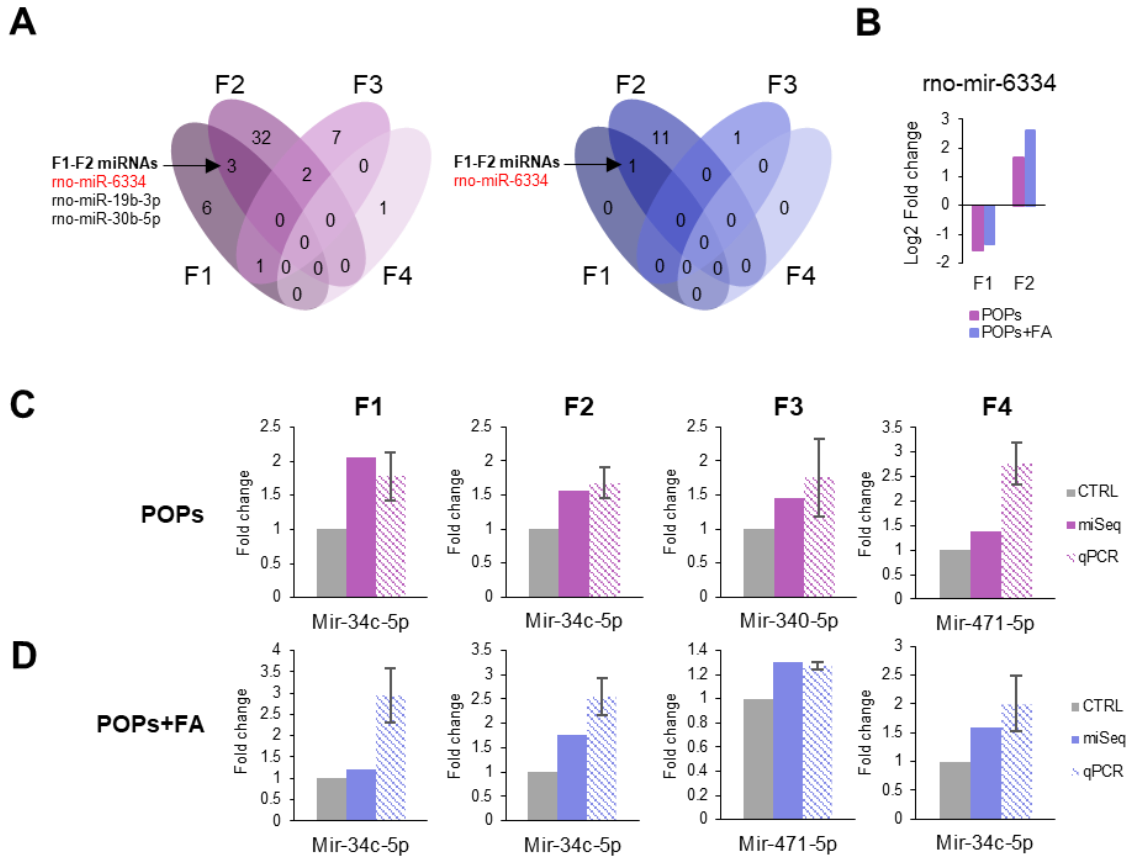 A
B
F2
F3
F1
F4
32
7
3
0
2
6
0
0
1
0
1
0
0
0
0
F1-F2 miRNAs
rno-miR-6334
rno-miR-19b-3p
rno-miR-30b-5p
F2
F3
F1
F4
11
1
1
0
0
0
0
0
0
0
0
0
0
0
0
F1-F2 miRNAs
rno-miR-6334
rno-mir-6334
Log2 Fold change
3
2
1
0
-1
-2
F1
F2
POPs
POPs+FA
C
F1
F2
F3
F4
POPs
Fold change
2.5
2
1.5
1
0.5
0
Mir-34c-5p
Fold change
2.5
2
1.5
1
0.5
0
Mir-34c-5p
Fold change
2.5
2
1.5
1
0.5
0
Mir-340-5p
Fold change
3.5
3
2.5
2
1.5
1
0.5
0
Mir-471-5p
CTRL
miSeq
qPCR
D
POPs+FA
Fold change
4
3.5
3
2.5
2
1.5
1
0.5
0
Mir-34c-5p
Fold change
3.5
3
2.5
2
1.5
1
0.5
0
Mir-34c-5p
Fold change
1.4
1.2
1
0.8
0.6
0.4
0.2
0
Mir-471-5p
Fold change
3
2.5
2
1.5
1
0.5
0
Mir-34c-5p
CTRL
miSeq
qPCR